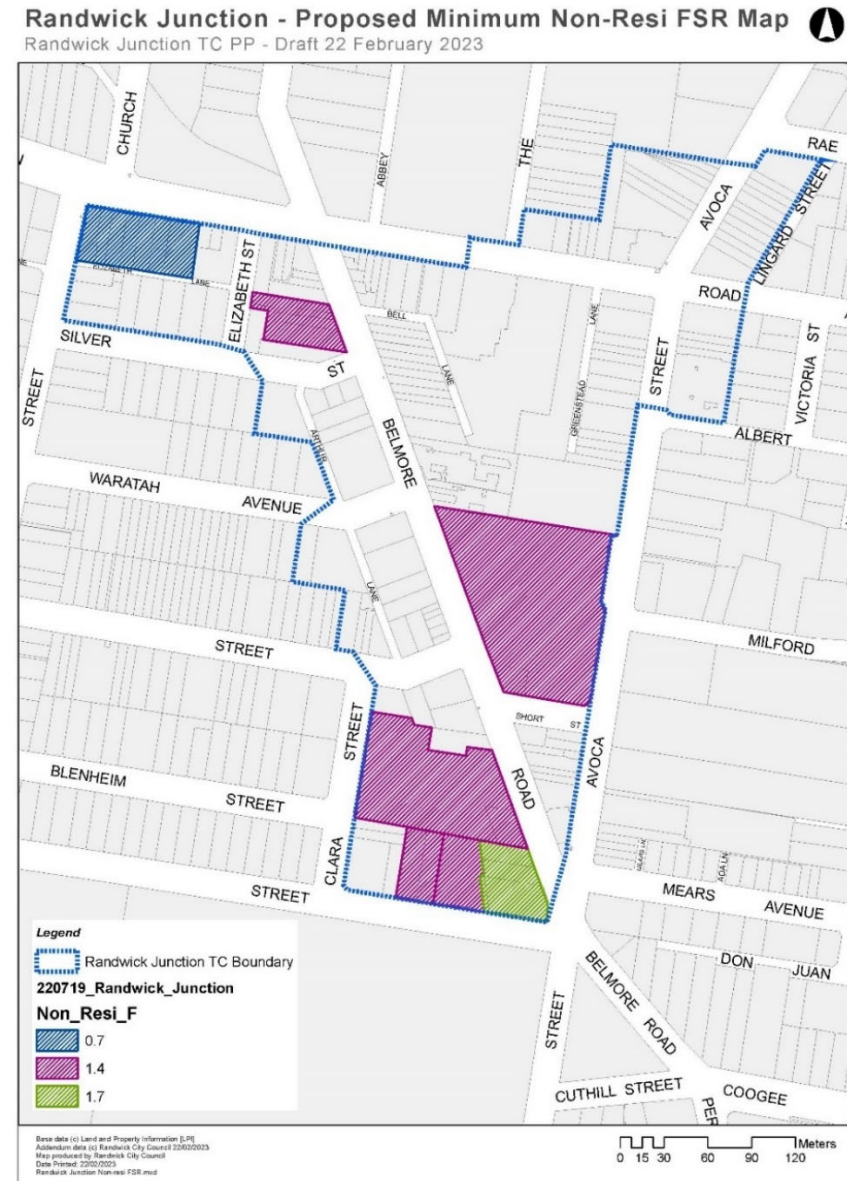 Randwick Junction - Proposed Minimum Non-Resi FSR Map
Randwick Junction TC PP - Draft 22 February 2023
CHURCH
ABBEY
THE
AVOCA
RAE
LINGARD STREET
ELIZABETH ST
LANE
BELL
LANE
LANE
ROAD
SILVER
ST
STREET
STREET
VICTORIA ST
GREENSTEAD
ARTHUR
BELMORE
ALBERT
WARATAH
AVENUE
LANE
STREET
MILFORD
SHORT
ST
STREET
ROAD
AVOCA
BLENHEIM
STREET
CLARA
STREET
MEARS
AVENUE
ADA LN
DON
JUAN
BELMORE ROAD
STREET
CUTHILL STREET
COOGEE
PER
Legend
Randwick Junction TC Boundary
220719_Randwick_Junction
Non_Resi_F
0.7
1.4
1.7
Base data (c) Land and Property Information [LPI]
Addendum data (c) Randwick City Council 22/02/2023
Map produced by Randwick City Council
Date Printed: 22/02/2023
Randwick Junction Non-resi FSR.mxd
Meters
0 15 30 60 90 120